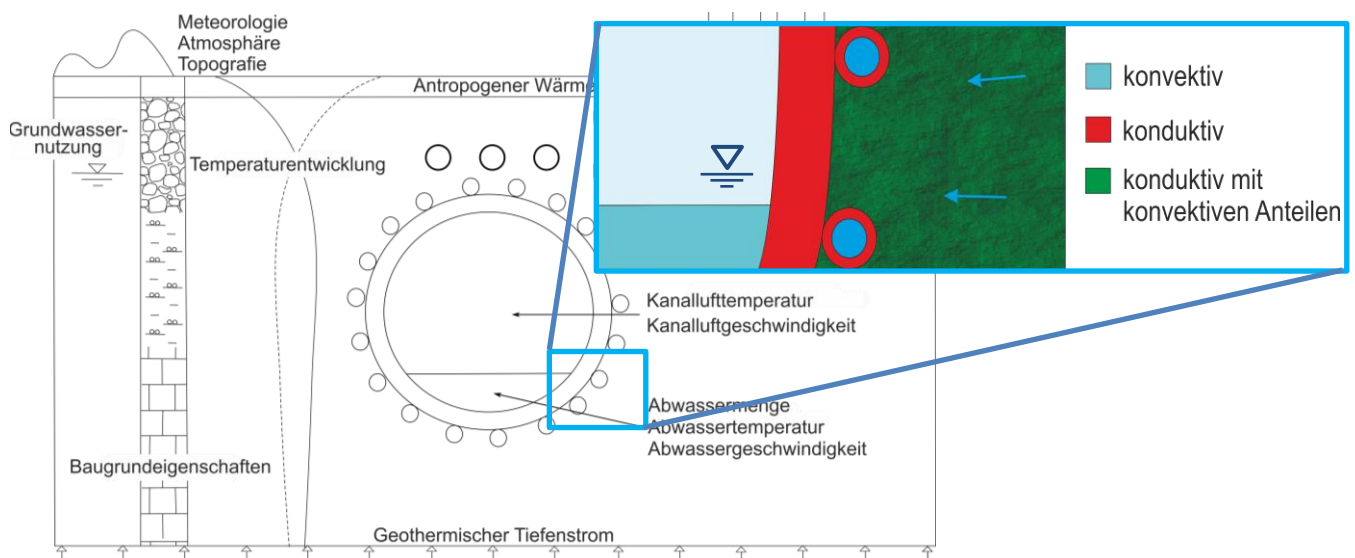 Meteorologie
Atmosphäre
Topografie
Antropogener Wärme
Grundwasser-
nutzung
Temperaturentwicklung
Kanallufttemperatur
Kanalluftgeschwindigkeit
Abwassermenge
Abwassertemperatur
Abwassergeschwindigkeit
Baugrundeigenschaften
Geothermischer Tiefenstrom
konvektiv
konduktiv
konduktiv mit
konvektiven Anteilen